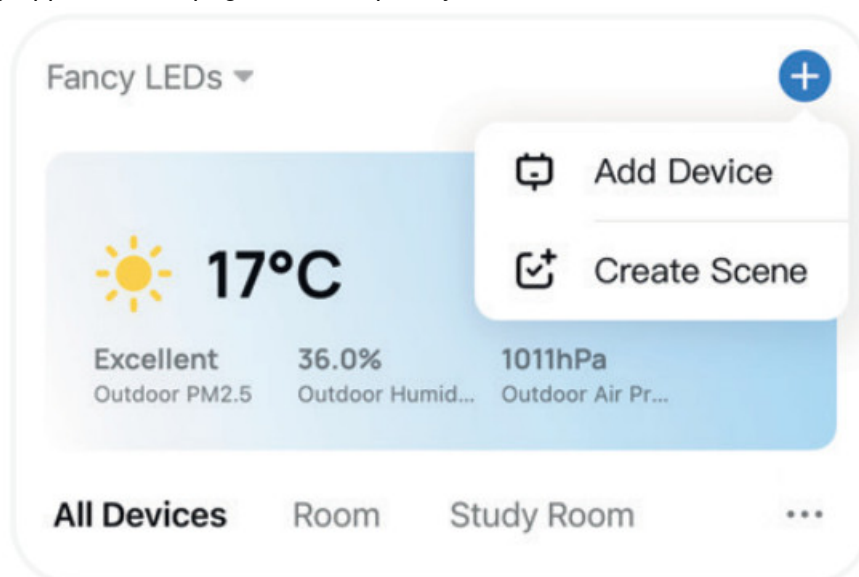 Fancy LEDs
Add Device
Create Scene
17°C
Excellent
36.0%
1011hPa
Outdoor PM2.5
Outdoor Humid...
Outdoor Air Pr...
All Devices
Room
Study Room